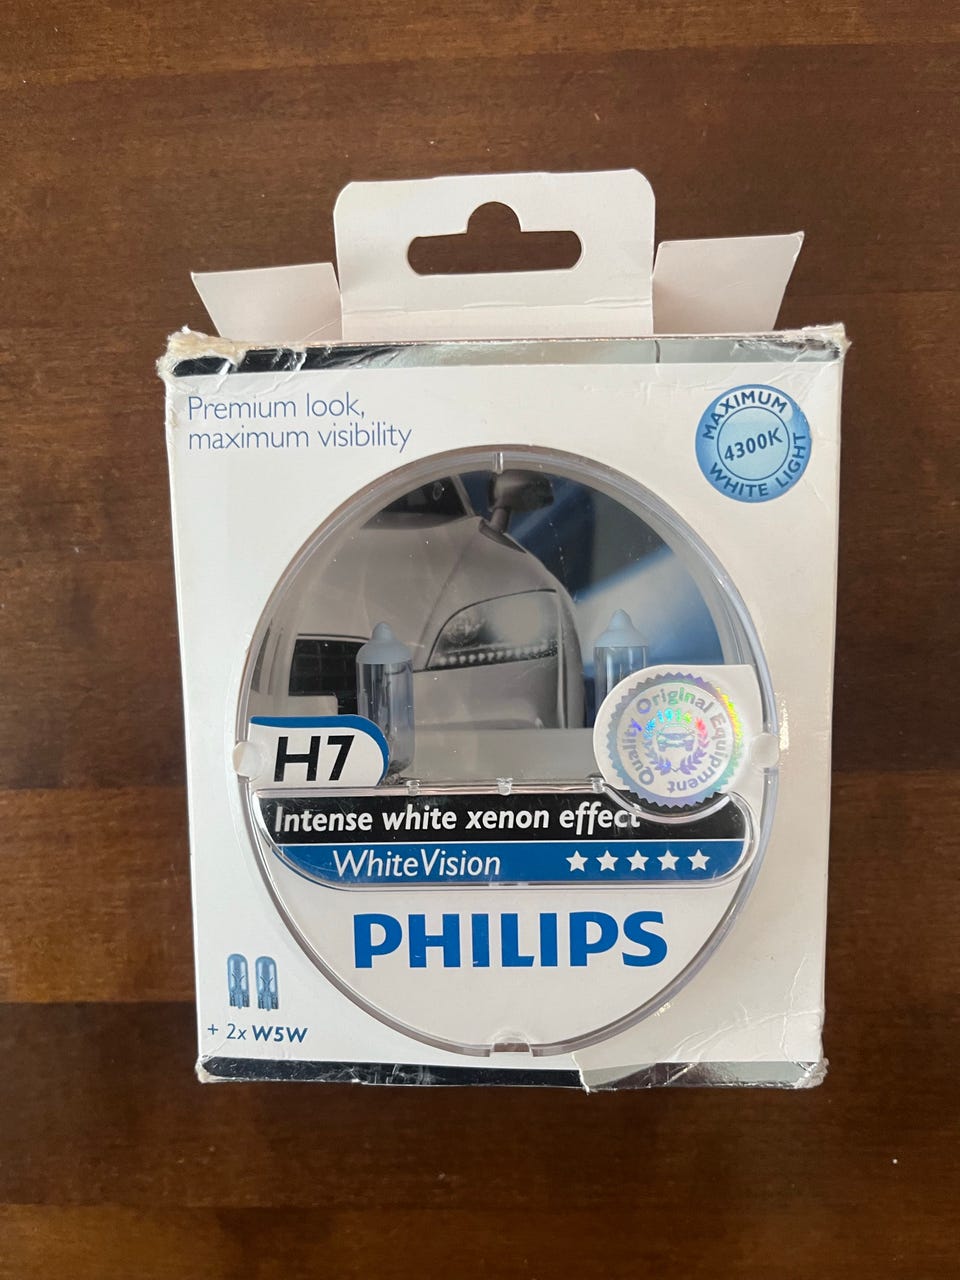 Premium look,
maximum visibility
MAXIMUM
4300K
WHITE LIGHT
Quality Original Equipment
1914
H7
Intense white xenon effect
WhiteVision
PHILIPS
+ 2x W5W